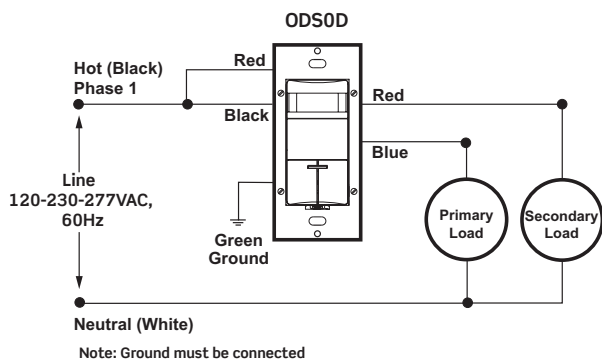 ODS0D
Hot (Black)
Phase 1
Red
Black
Red
Blue
Line
120-230-277VAC,
60Hz
Green
Ground
Primary
Load
Secondary
Load
Neutral (White)
Note: Ground must be connected